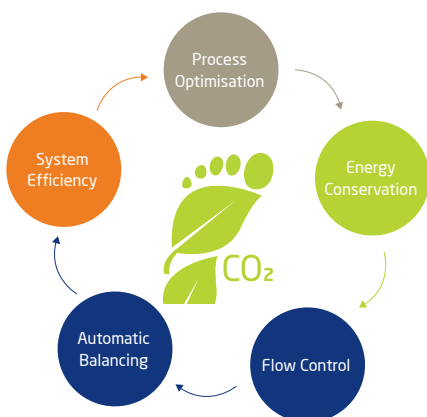 Process
Optimisation
Energy
Conservation
Flow Control
Automatic
Balancing
System
Efficiency
CO₂